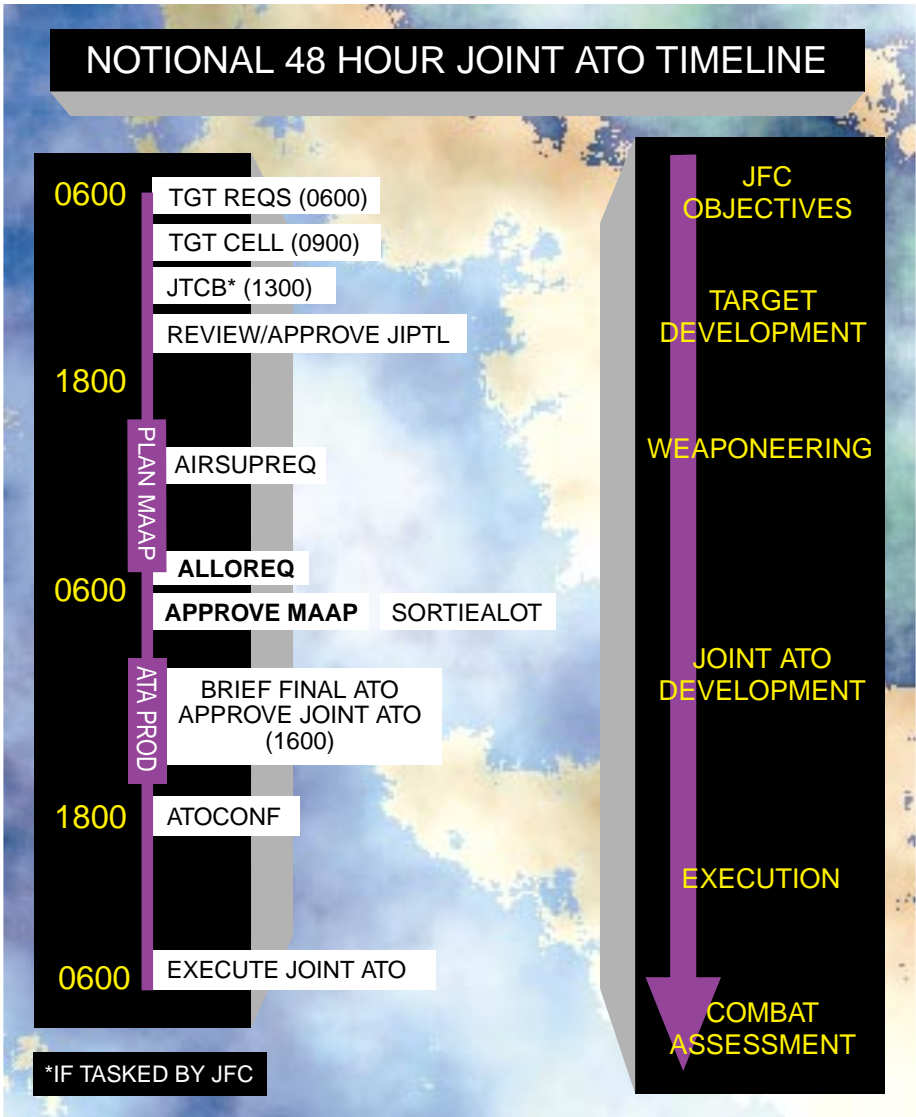 NOTIONAL 48 HOUR JOINT ATO TIMELINE
0600
TGT REQS (0600)
TGT CELL (0900)
JTCB* (1300)
REVIEW/APPROVE JIPTL
1800
PLAN MAAP
AIRSUPREQ
ALLOREQ
0600
APPROVE MAAP
SORTIEALOT
ATA PROD
BRIEF FINAL ATO
APPROVE JOINT ATO
(1600)
1800
ATOCONF
0600
EXECUTE JOINT ATO
*IF TASKED BY JFC
JFC
OBJECTIVES
TARGET
DEVELOPMENT
WEAPONEERING
JOINT ATO
DEVELOPMENT
EXECUTION
COMBAT
ASSESSMENT